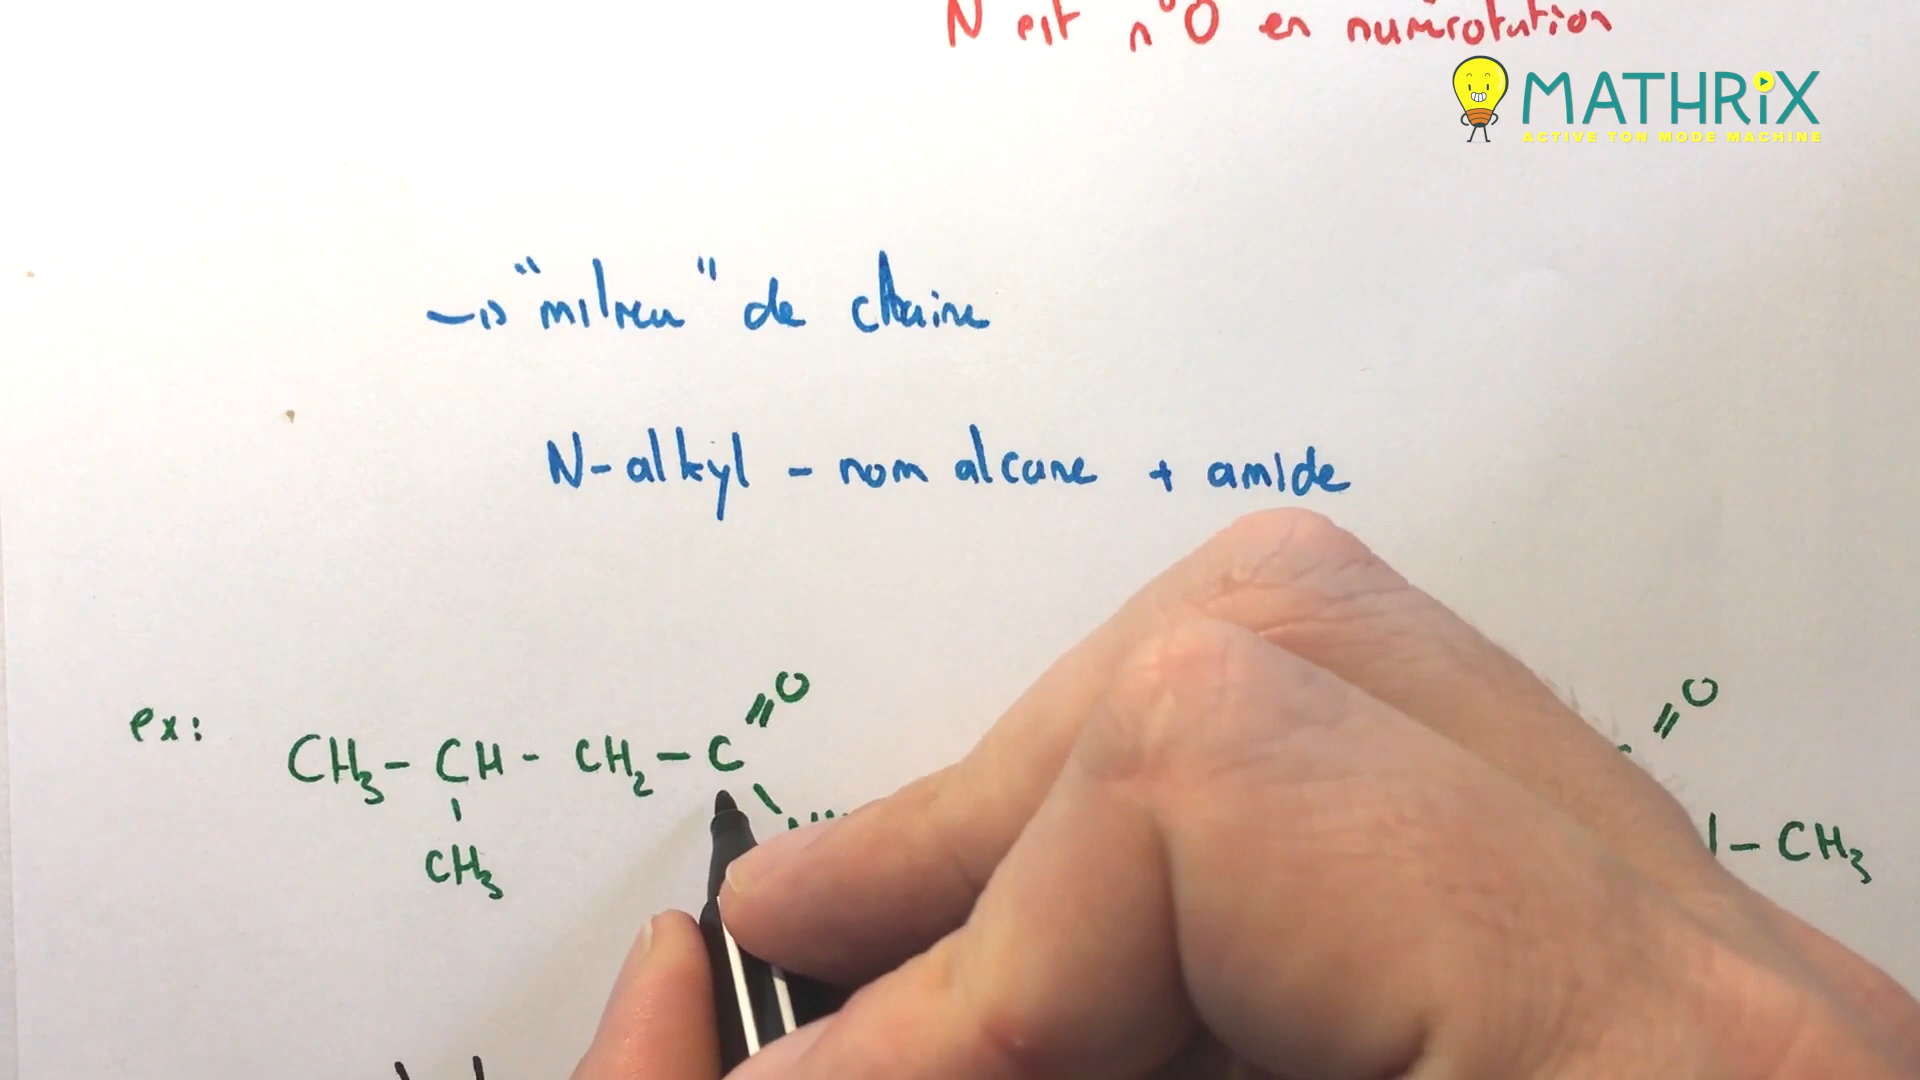 N est n°0 en numérotation
MATHRiX
ACTIVE TON MODE MACHINE
→ "milieu" de chaine
N-alkyl - nom alcane + amide
O O
ex: CH3 - CH - CH2 - C
- CH3
CH3